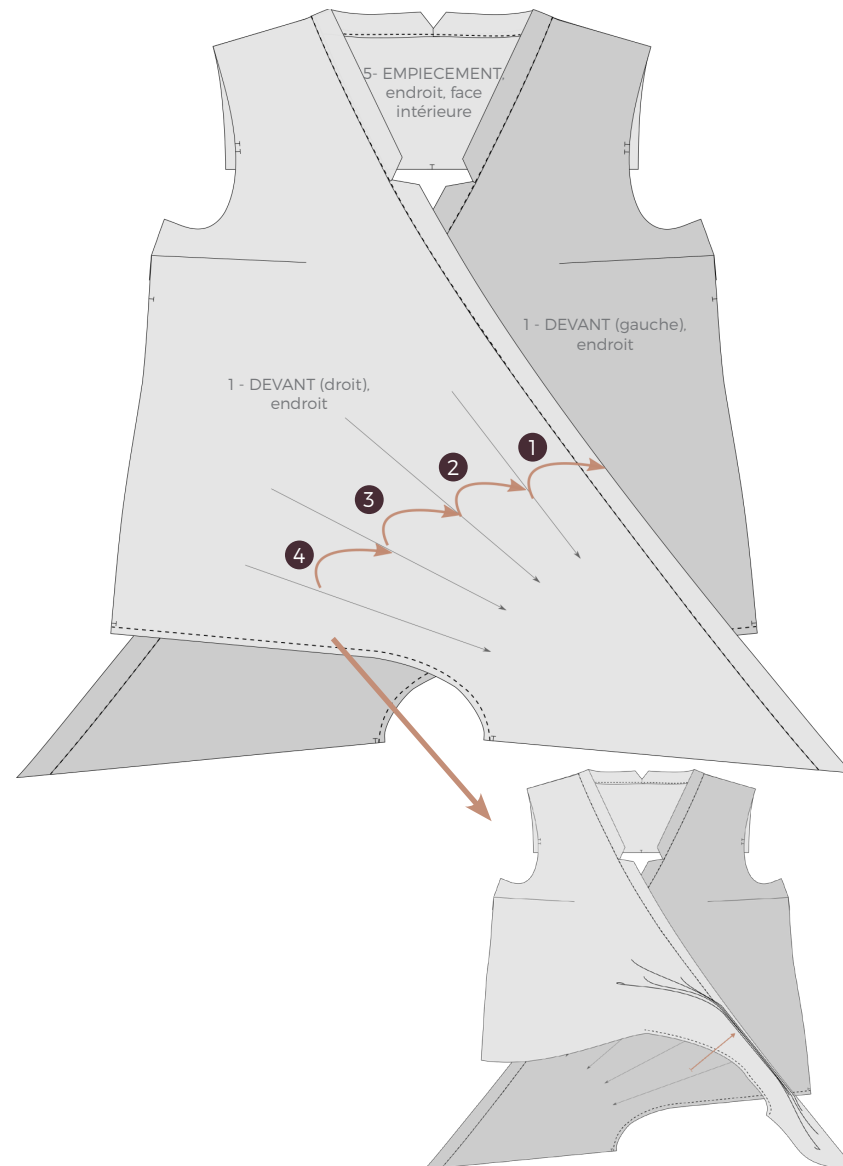 5- EMPIECEMENT,
endroit, face
intérieure
1 - DEVANT (gauche),
endroit
1 - DEVANT (droit),
endroit
1
2
3
4